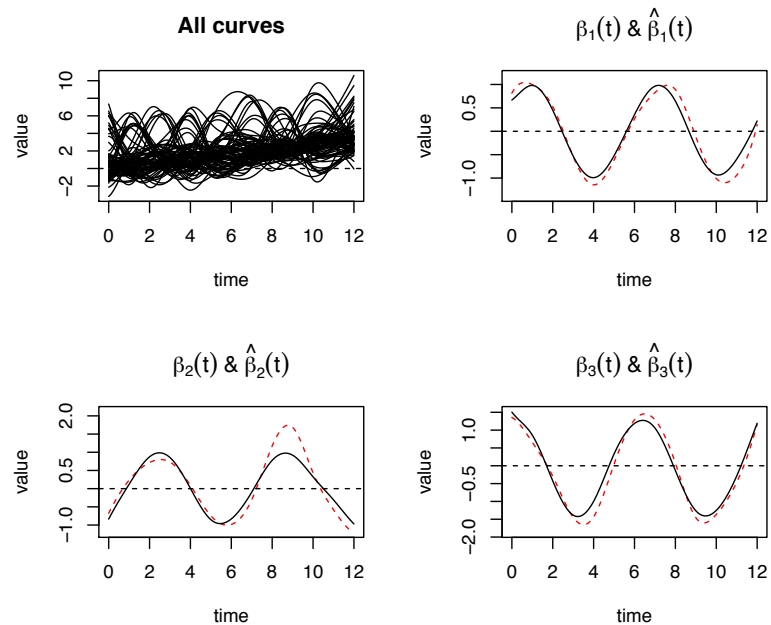 All curves
value
10
6
2
−2
0 2 4 6 8 10 12
time
β₁(t) & β̂₁(t)
value
0.5
−1.0
0 2 4 6 8 10 12
time
β₂(t) & β̂₂(t)
value
2.0
0.5
−1.0
0 2 4 6 8 10 12
time
β₃(t) & β̂₃(t)
value
1.0
−0.5
−2.0
0 2 4 6 8 10 12
time